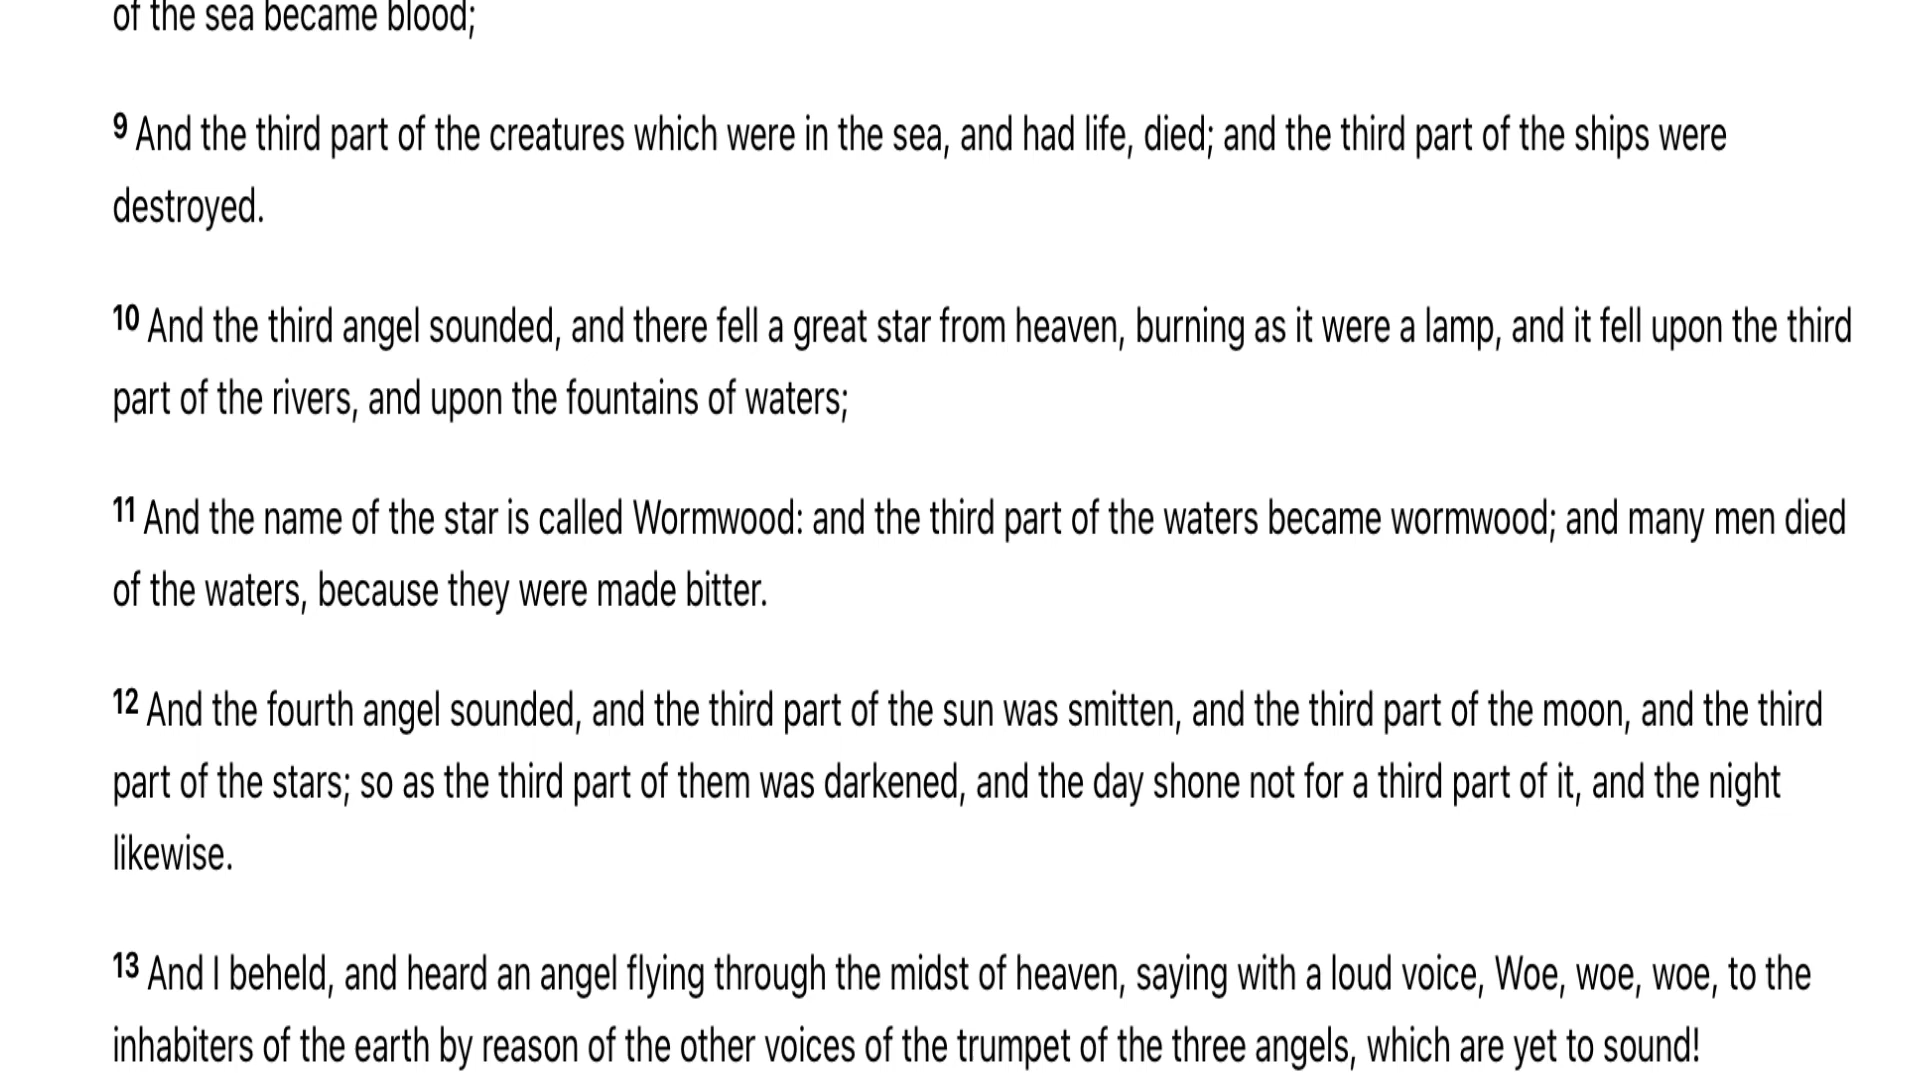 of the sea became blood;
9 And the third part of the creatures which were in the sea, and had life, died; and the third part of the ships were
destroyed.
10 And the third angel sounded, and there fell a great star from heaven, burning as it were a lamp, and it fell upon the third
part of the rivers, and upon the fountains of waters;
11 And the name of the star is called Wormwood: and the third part of the waters became wormwood; and many men died
of the waters, because they were made bitter.
12 And the fourth angel sounded, and the third part of the sun was smitten, and the third part of the moon, and the third
part of the stars; so as the third part of them was darkened, and the day shone not for a third part of it, and the night
likewise.
13 And I beheld, and heard an angel flying through the midst of heaven, saying with a loud voice, Woe, woe, woe, to the
inhabiters of the earth by reason of the other voices of the trumpet of the three angels, which are yet to sound!